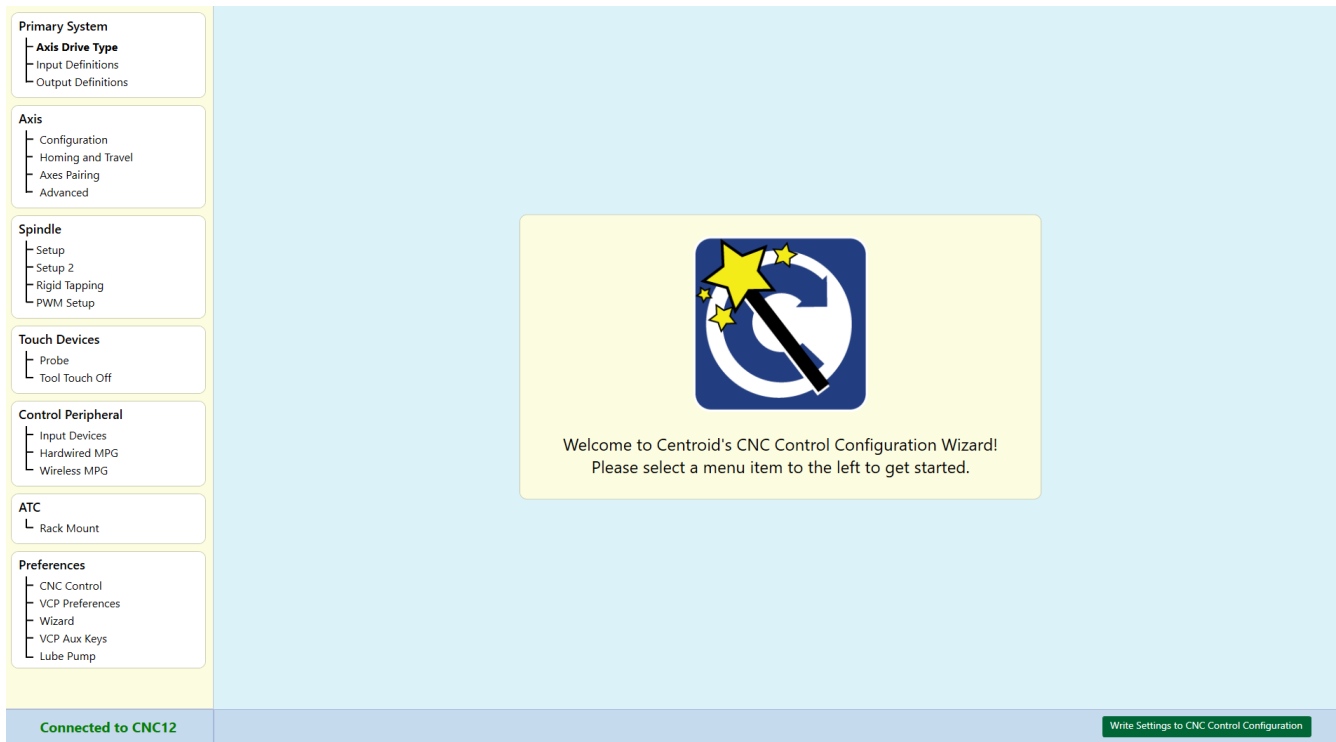 Primary System
Axis Drive Type
Input Definitions
Output Definitions
Axis
Configuration
Homing and Travel
Axes Pairing
Advanced
Spindle
Setup
Setup 2
Rigid Tapping
PWM Setup
Touch Devices
Probe
Tool Touch Off
Control Peripheral
Input Devices
Hardwired MPG
Wireless MPG
ATC
Rack Mount
Preferences
CNC Control
VCP Preferences
Wizard
VCP Aux Keys
Lube Pump
Welcome to Centroid's CNC Control Configuration Wizard!
Please select a menu item to the left to get started.
Connected to CNC12
Write Settings to CNC Control Configuration